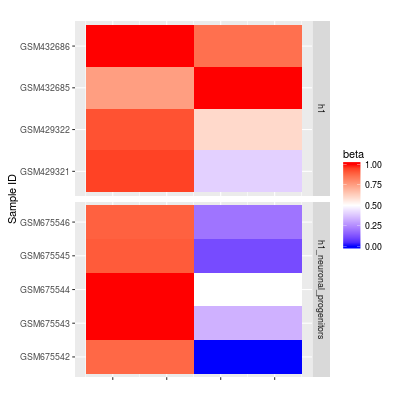 Sample ID
GSM432686
GSM432685
GSM429322
GSM429321
h1
GSM675546
GSM675545
GSM675544
GSM675543
GSM675542
h1_neuronal_progenitors
beta
1.00
0.75
0.50
0.25
0.00